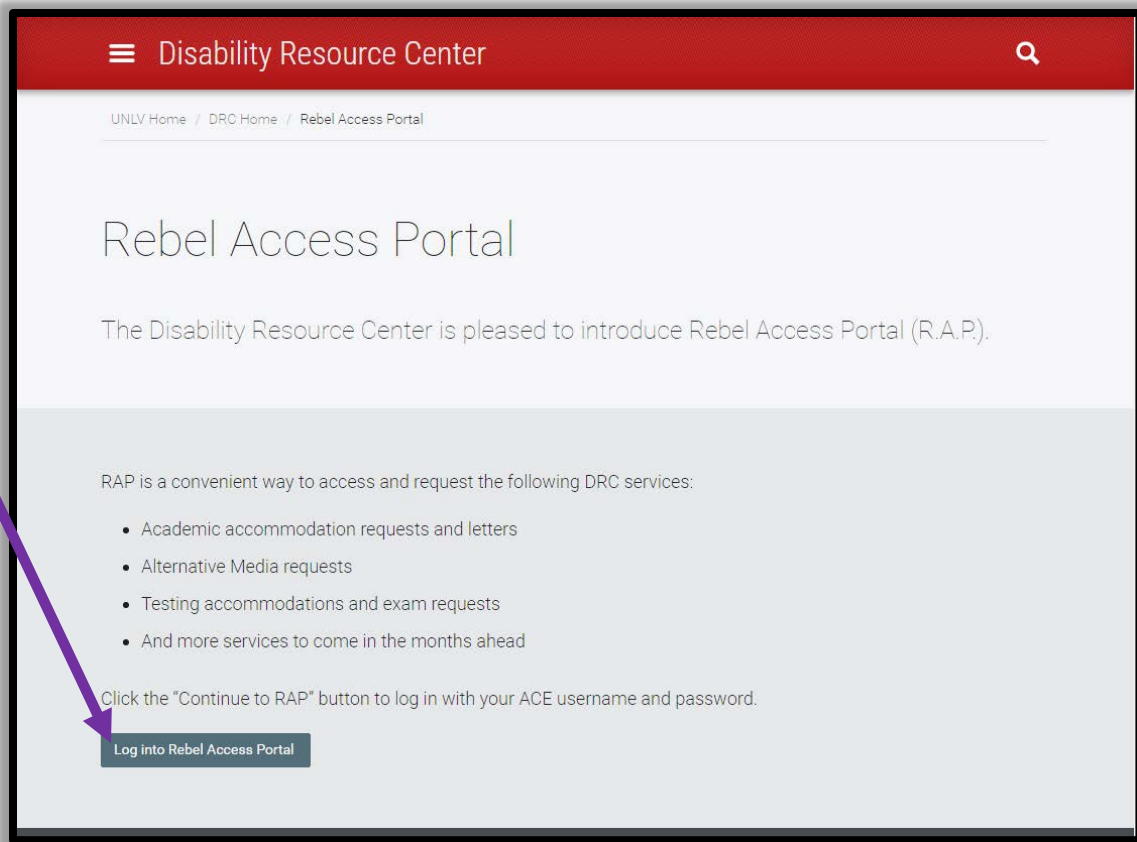 Disability Resource Center
UNLV Home / DRC Home / Rebel Access Portal
Rebel Access Portal
The Disability Resource Center is pleased to introduce Rebel Access Portal (R.A.P.).
RAP is a convenient way to access and request the following DRC services:
• Academic accommodation requests and letters
• Alternative Media requests
• Testing accommodations and exam requests
• And more services to come in the months ahead
Click the “Continue to RAP” button to log in with your ACE username and password.
Log into Rebel Access Portal